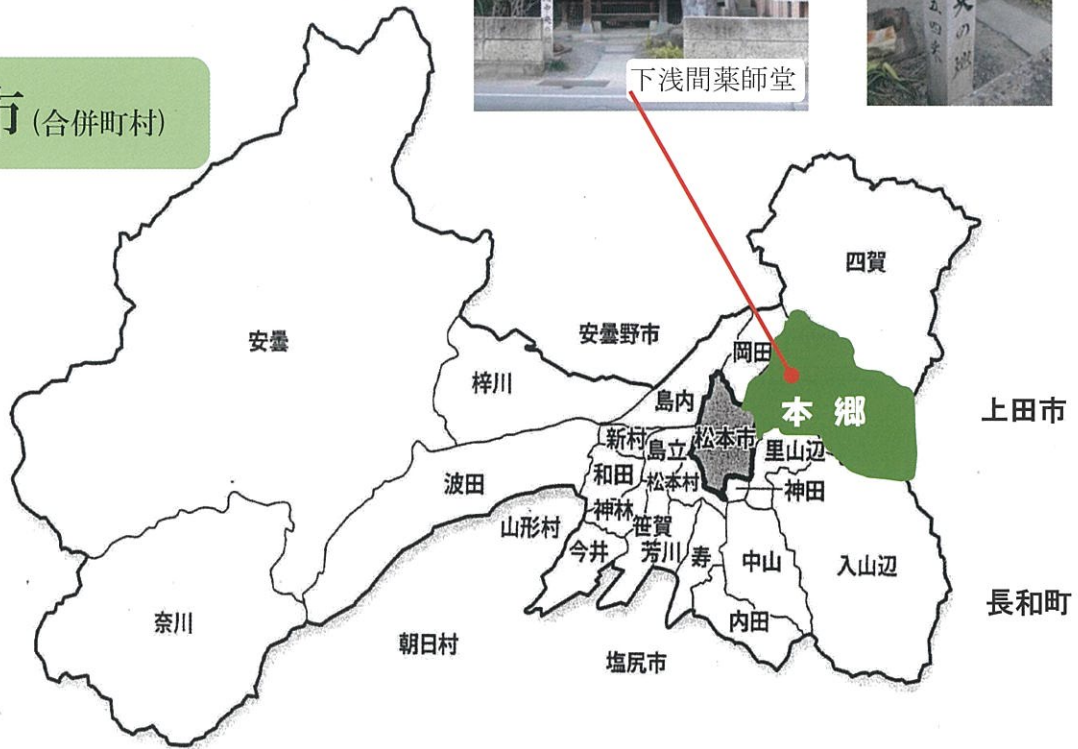 市 (合併町村)
下浅間薬師堂
四賀
安曇
安曇野市
岡田
梓川
島内
本郷
上田市
新村
島立
松本市
里山辺
和田
松本村
神田
波田
神林
笹賀
山形村
今井
芳川
寿
中山
入山辺
長和町
奈川
内田
朝日村
塩尻市